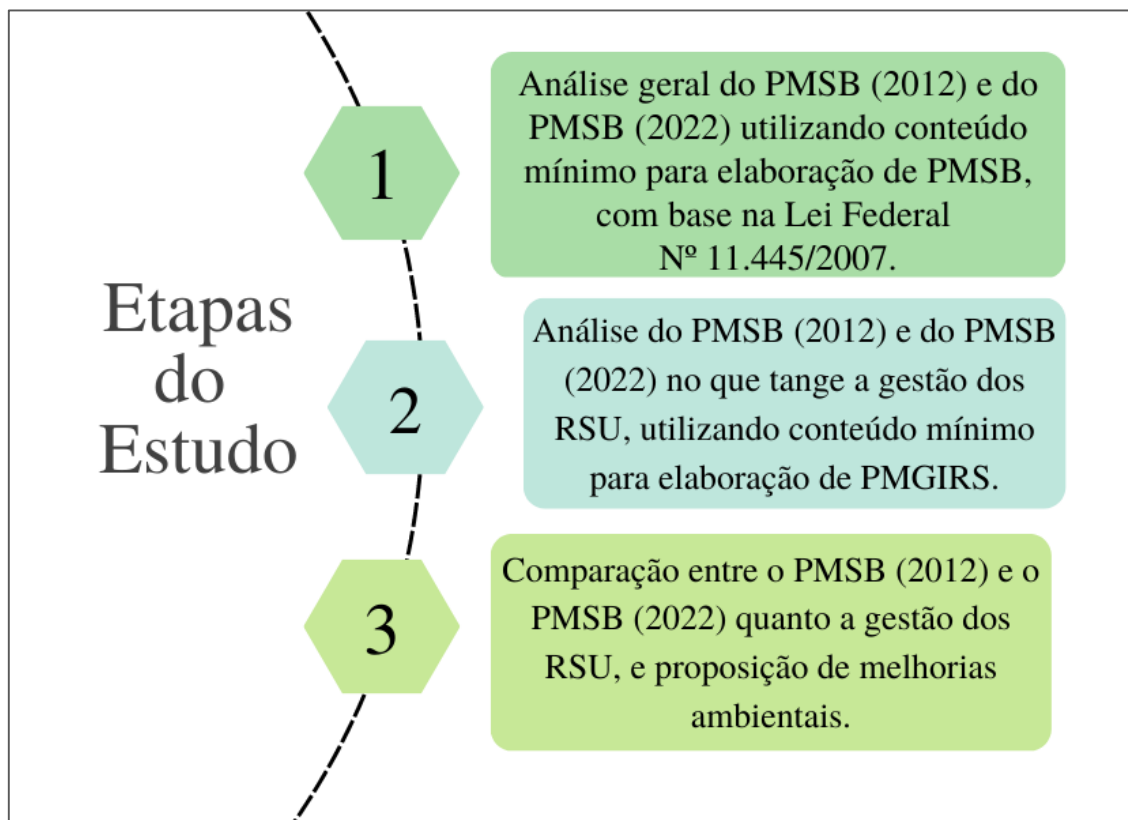 Etapas
do
Estudo
1
Análise geral do PMSB (2012) e do
PMSB (2022) utilizando conteúdo
mínimo para elaboração de PMSB,
com base na Lei Federal
Nº 11.445/2007.
2
Análise do PMSB (2012) e do PMSB
(2022) no que tange a gestão dos
RSU, utilizando conteúdo mínimo
para elaboração de PMGIRS.
3
Comparação entre o PMSB (2012) e o
PMSB (2022) quanto a gestão dos
RSU, e proposição de melhorias
ambientais.